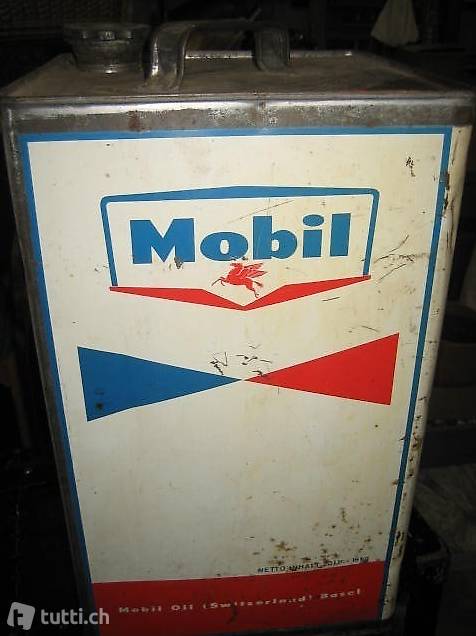 Mobil
NETTO INHALT
Mobil Oil (Switzerland) Basel
tutti.ch